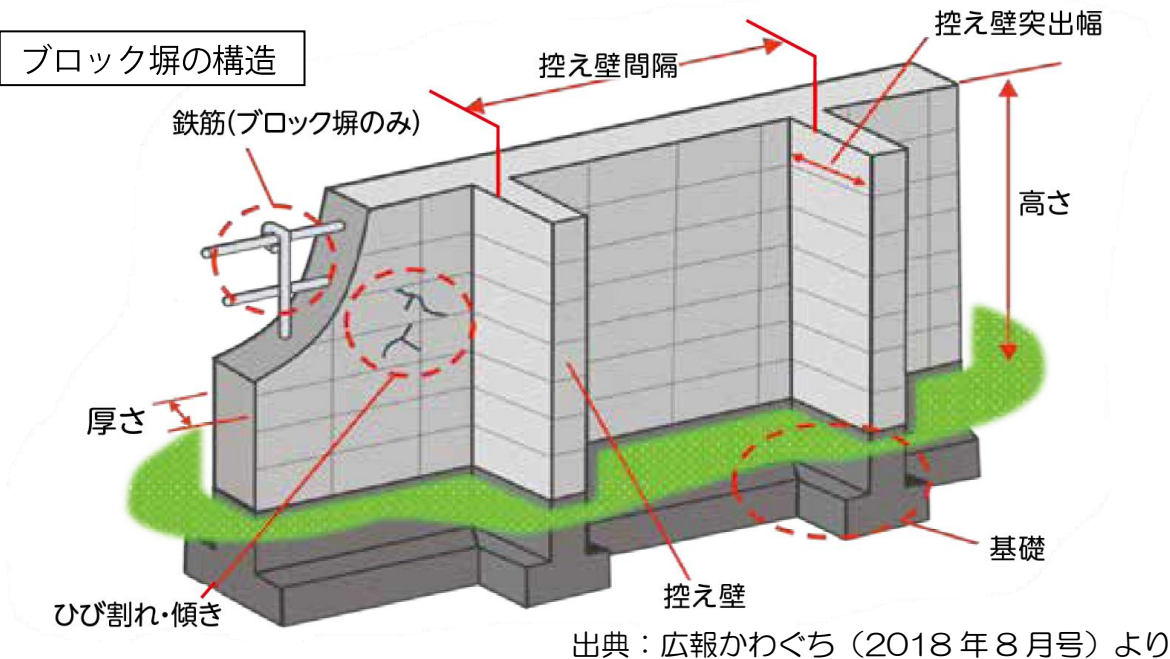 ブロック塀の構造
控え壁突出幅
控え壁間隔
鉄筋(ブロック塀のみ)
高さ
厚さ
基礎
控え壁
ひび割れ・傾き
出典：広報かわぐち（2018年8月号）より